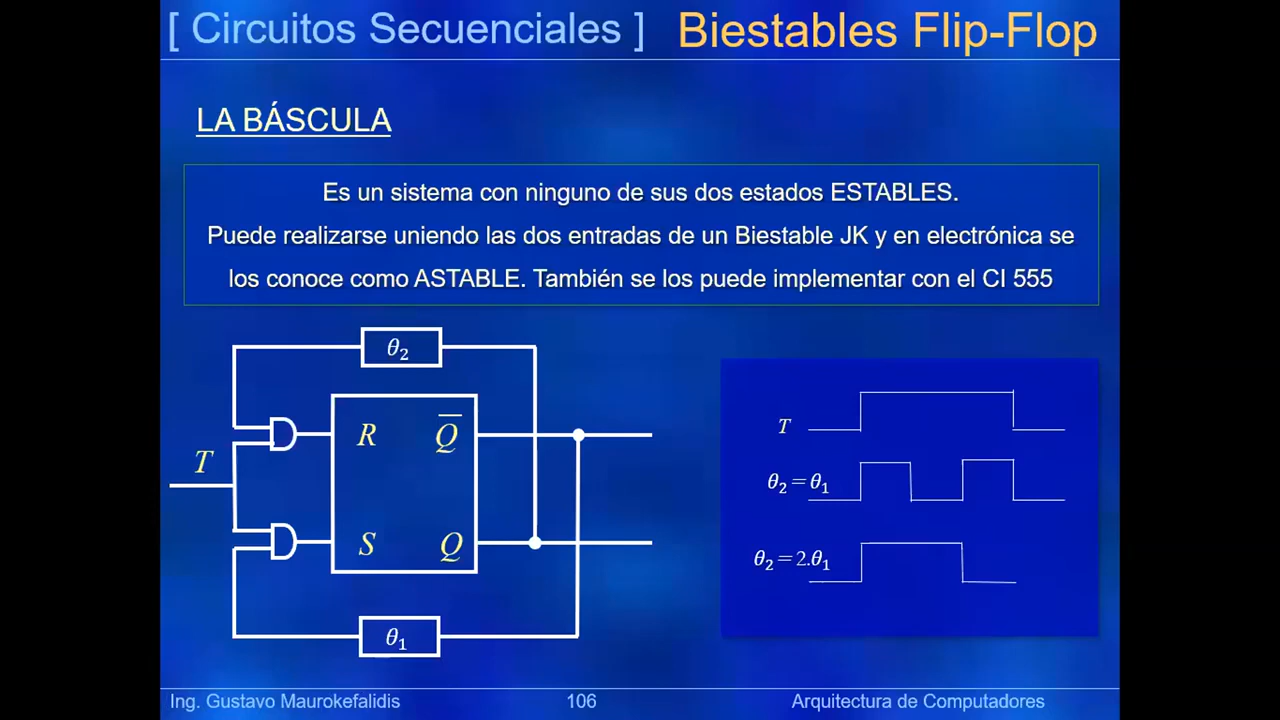 [ Circuitos Secuenciales ] Biestables Flip-Flop
LA BÁSCULA
Es un sistema con ninguno de sus dos estados ESTABLES.
Puede realizarse uniendo las dos entradas de un Biestable JK y en electrónica se
los conoce como ASTABLE. También se los puede implementar con el CI 555
θ₂
R Q̅
T
S Q
θ₁
T
θ₂ = θ₁
θ₂ = 2.θ₁
Ing. Gustavo Maurokefalidis 106 Arquitectura de Computadores